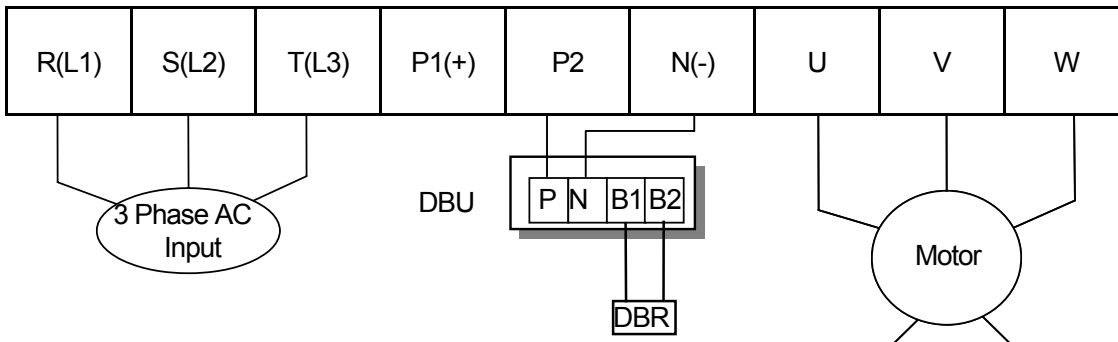 R(L1) S(L2) T(L3) P1(+) P2 N(-) U V W
DBU P N B1 B2
3 Phase AC
Input
Motor
DBR